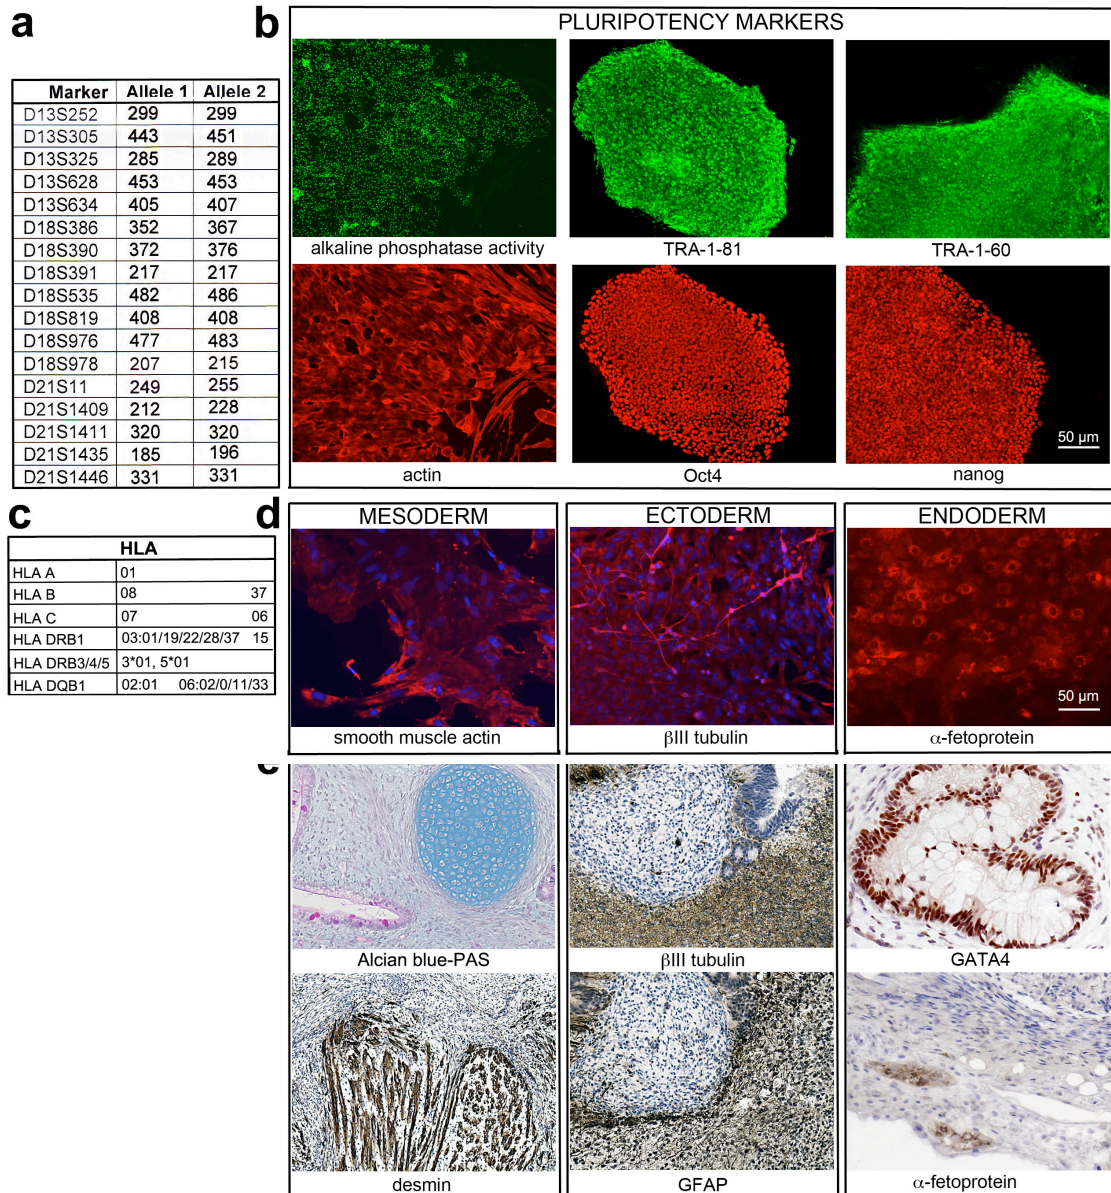 a
Marker Allele 1 Allele 2
D13S252 299 299
D13S305 443 451
D13S325 285 289
D13S628 453 453
D13S634 405 407
D18S386 352 367
D18S390 372 376
D18S391 217 217
D18S535 482 486
D18S819 408 408
D18S976 477 483
D18S978 207 215
D21S11 249 255
D21S1409 212 228
D21S1411 320 320
D21S1435 185 196
D21S1446 331 331
b
PLURIPOTENCY MARKERS
alkaline phosphatase activity TRA-1-81 TRA-1-60
50 µm
actin Oct4 nanog
c
HLA
HLA A 01
HLA B 08 37
HLA C 07 06
HLA DRB1 03:01/19/22/28/37 15
HLA DRB3/4/5 3*01, 5*01
HLA DQB1 02:01 06:02/0/11/33
d
MESODERM ECTODERM ENDODERM
50 µm
smooth muscle actin βIII tubulin α-fetoprotein
e
Alcian blue-PAS βIII tubulin GATA4
desmin GFAP α-fetoprotein